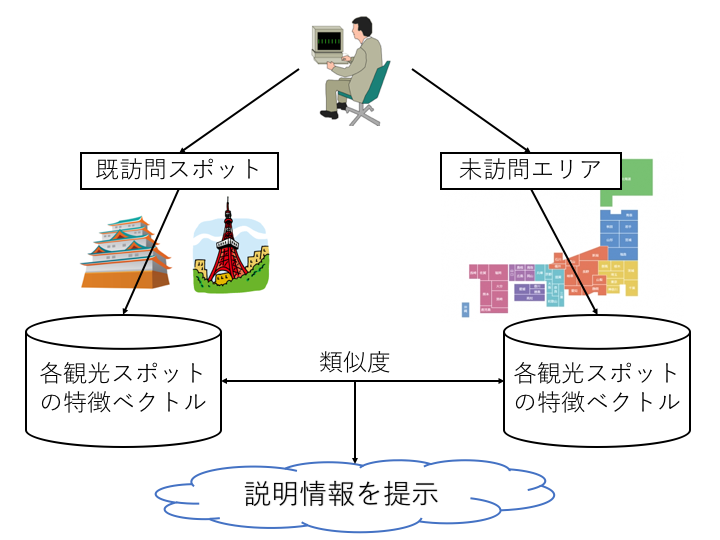 既訪問スポット
未訪問エリア
各観光スポット
の特徴ベクトル
類似度
各観光スポット
の特徴ベクトル
説明情報を提示